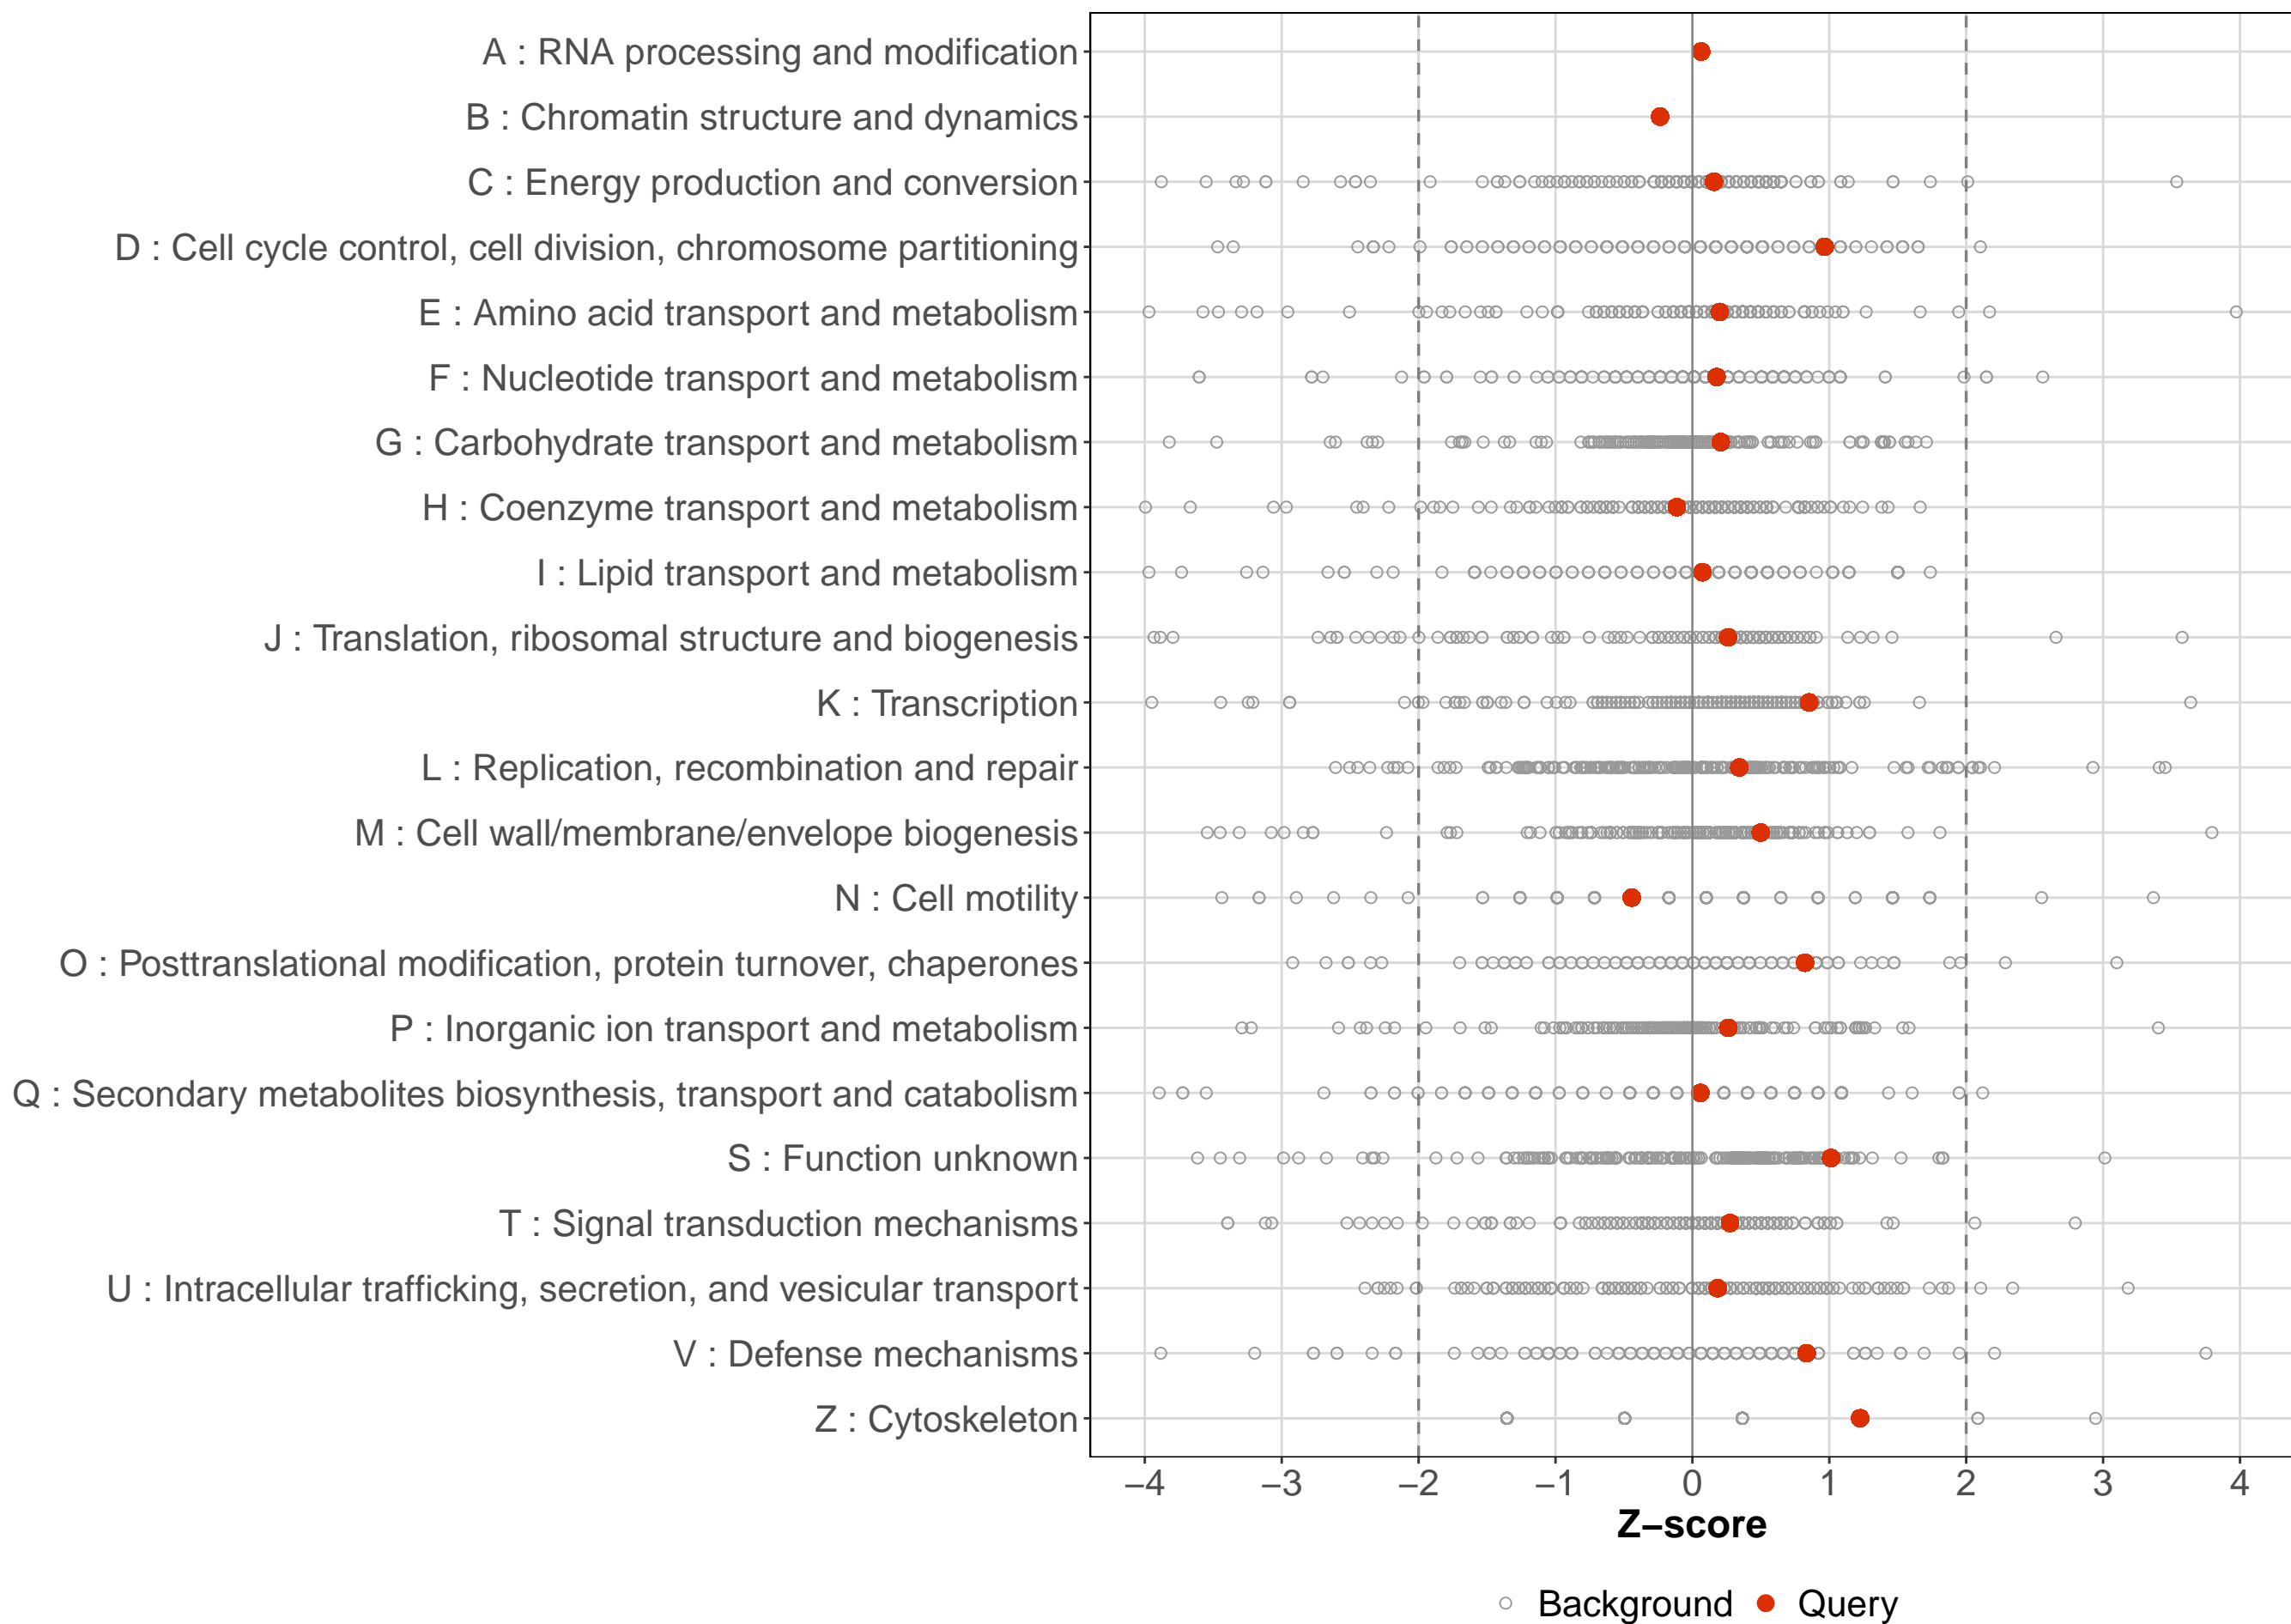 A : RNA processing and modification
B : Chromatin structure and dynamics
C : Energy production and conversion
D : Cell cycle control, cell division, chromosome partitioning
E : Amino acid transport and metabolism
F : Nucleotide transport and metabolism
G : Carbohydrate transport and metabolism
H : Coenzyme transport and metabolism
I : Lipid transport and metabolism
J : Translation, ribosomal structure and biogenesis
K : Transcription
L : Replication, recombination and repair
M : Cell wall/membrane/envelope biogenesis
N : Cell motility
O : Posttranslational modification, protein turnover, chaperones
P : Inorganic ion transport and metabolism
Q : Secondary metabolites biosynthesis, transport and catabolism
S : Function unknown
T : Signal transduction mechanisms
U : Intracellular trafficking, secretion, and vesicular transport
V : Defense mechanisms
Z : Cytoskeleton
−4 −3 −2 −1 0 1 2 3 4
Z−score
Background Query